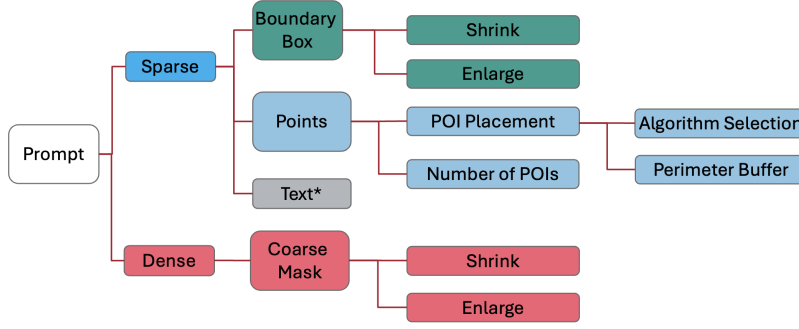 Boundary
Box
Shrink
Enlarge
Sparse
Points
POI Placement
Algorithm Selection
Number of POIs
Perimeter Buffer
Prompt
Text*
Dense
Coarse
Mask
Shrink
Enlarge